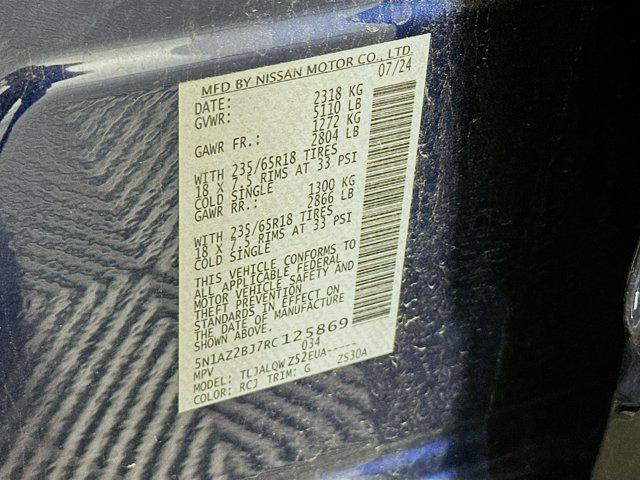 MFD BY NISSAN MOTOR CO., LTD.
DATE: 07/24
GVWR: 2318 KG
5110 LB
GAWR FR.: 1272 KG
2804 LB
WITH 235/65R18 TIRES
18 X 7.5 RIMS AT 33 PSI
COLD SINGLE
GAWR RR.: 1300 KG
2866 LB
WITH 235/65R18 TIRES
18 X 7.5 RIMS AT 33 PSI
COLD SINGLE
THIS VEHICLE CONFORMS TO
ALL APPLICABLE FEDERAL
MOTOR VEHICLE SAFETY AND
THEFT PREVENTION
STANDARDS IN EFFECT ON
THE DATE OF MANUFACTURE
SHOWN ABOVE.
5N1AZ2BJ7RC125869
MPV 034
MODEL: TLJALQWZ52EUA-----
COLOR: RCJ TRIM: G ZS30A